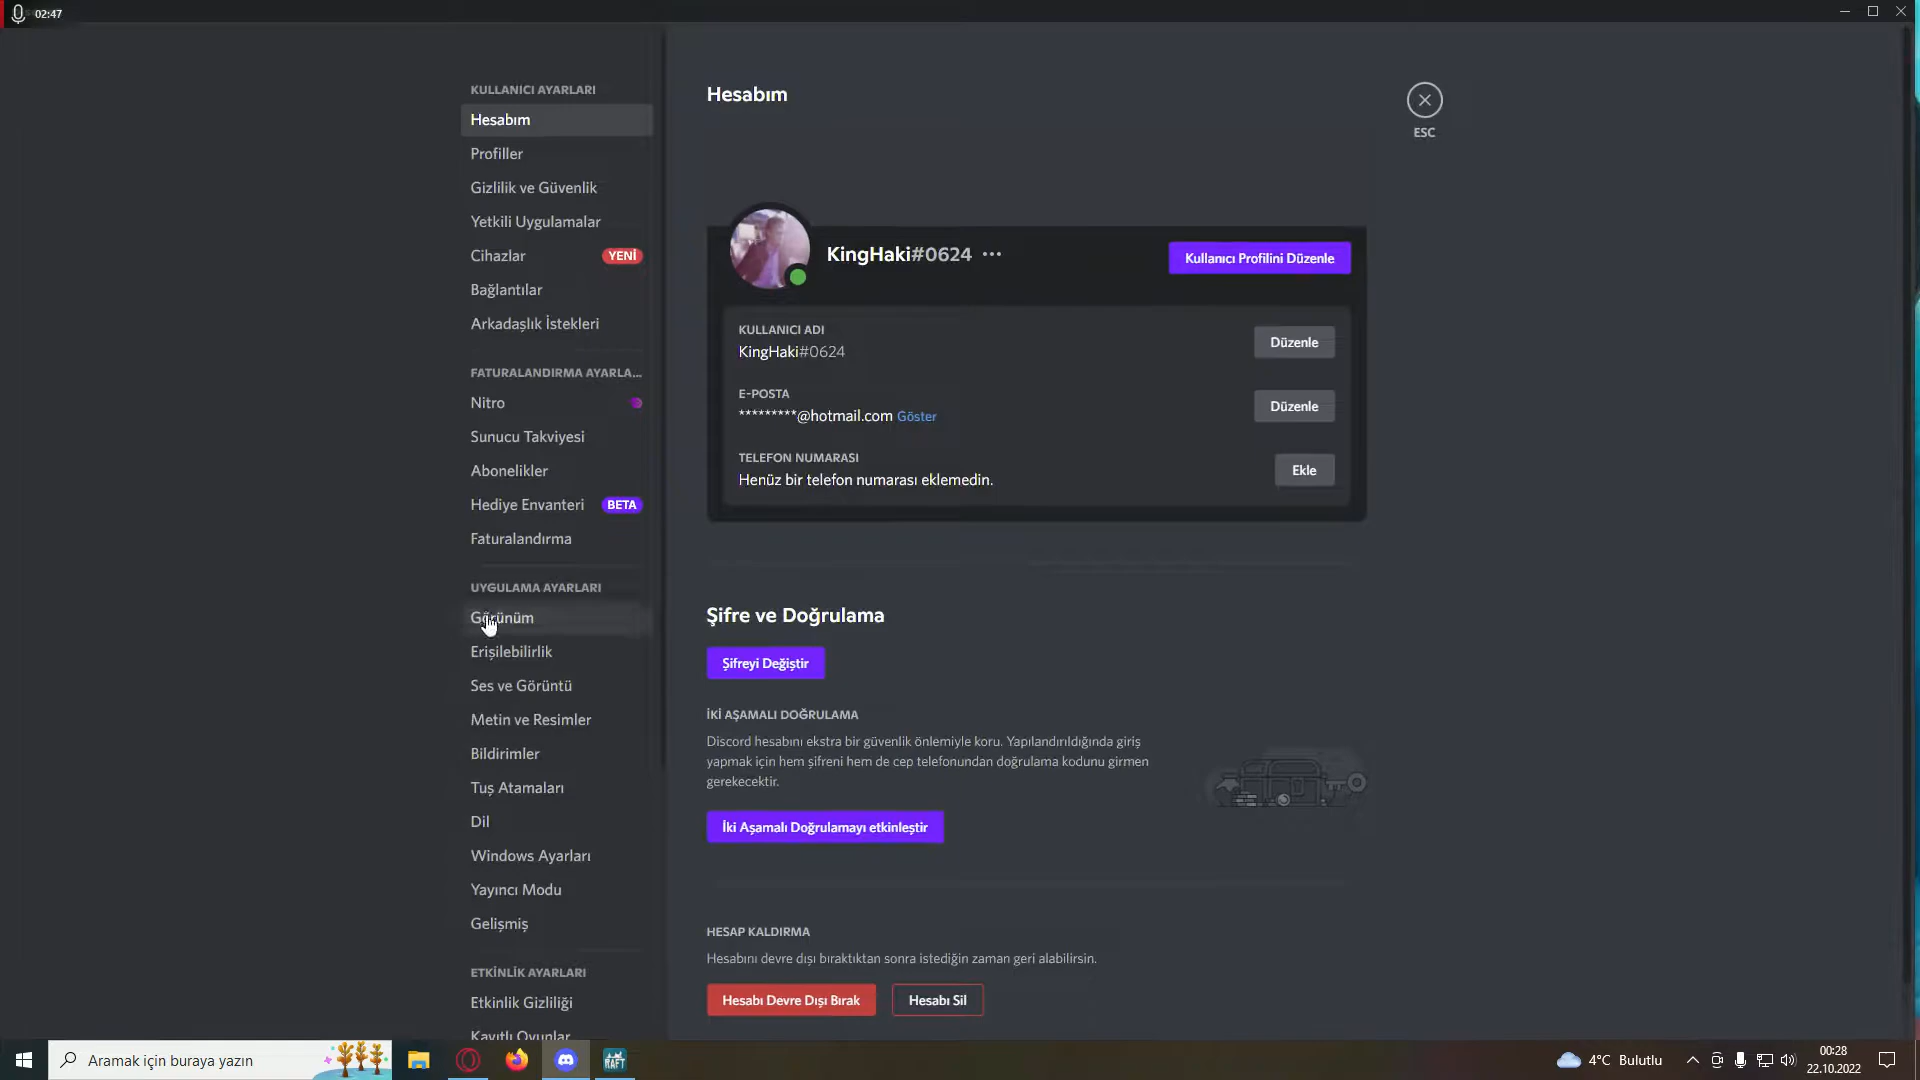 02:47
KULLANICI AYARLARI
Hesabım
Profiller
Gizlilik ve Güvenlik
Yetkili Uygulamalar
Cihazlar YENİ
Bağlantılar
Arkadaşlık İstekleri
FATURALANDIRMA AYARLA...
Nitro
Sunucu Takviyesi
Abonelikler
Hediye Envanteri BETA
Faturalandırma
UYGULAMA AYARLARI
Görünüm
Erişilebilirlik
Ses ve Görüntü
Metin ve Resimler
Bildirimler
Tuş Atamaları
Dil
Windows Ayarları
Yayıncı Modu
Gelişmiş
ETKİNLİK AYARLARI
Etkinlik Gizliliği
Kayıtlı Oyunlar
Hesabım
ESC
KingHaki#0624
Kullanıcı Profilini Düzenle
KULLANICI ADI
KingHaki#0624
Düzenle
E-POSTA
*********@hotmail.com Göster
Düzenle
TELEFON NUMARASI
Henüz bir telefon numarası eklemedin.
Ekle
Şifre ve Doğrulama
Şifreyi Değiştir
İKİ AŞAMALI DOĞRULAMA
Discord hesabını ekstra bir güvenlik önlemiyle koru. Yapılandırıldığında giriş
yapmak için hem şifreni hem de cep telefonundan doğrulama kodunu girmen
gerekecektir.
İki Aşamalı Doğrulamayı etkinleştir
HESAP KALDIRMA
Hesabını devre dışı bıraktıktan sonra istediğin zaman geri alabilirsin.
Hesabı Devre Dışı Bırak
Hesabı Sil
Aramak için buraya yazın
RAFT
4°C Bulutlu
00:28
22.10.2022